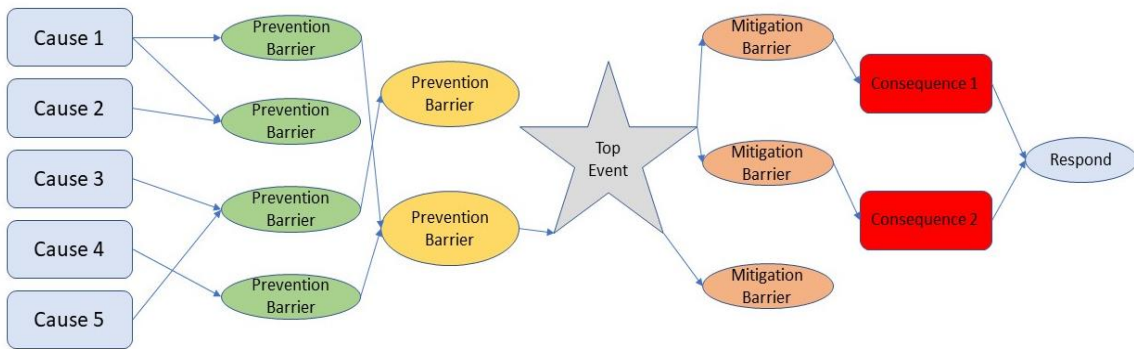 Cause 1
Cause 2
Cause 3
Cause 4
Cause 5
Prevention
Barrier
Prevention
Barrier
Prevention
Barrier
Prevention
Barrier
Prevention
Barrier
Prevention
Barrier
Top
Event
Mitigation
Barrier
Mitigation
Barrier
Mitigation
Barrier
Consequence 1
Consequence 2
Respond